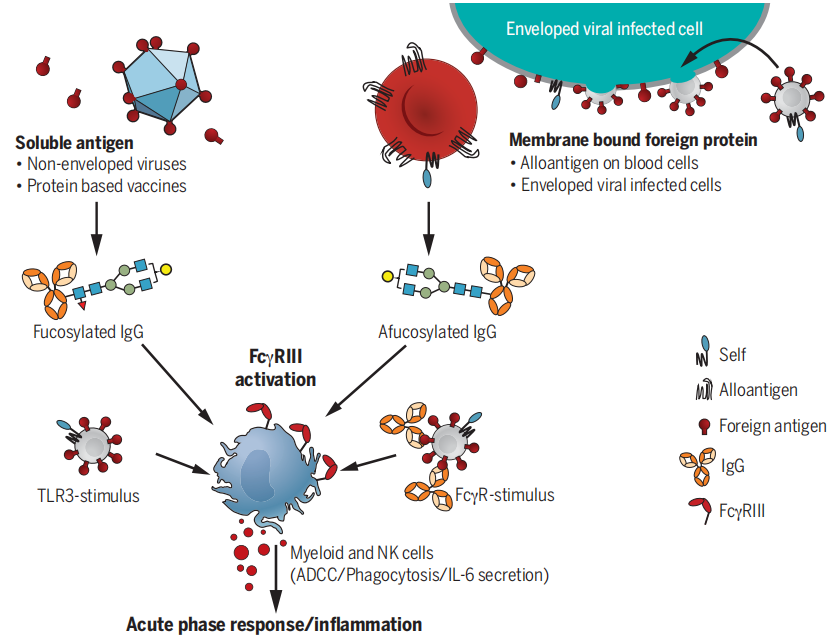 Enveloped viral infected cell
Soluble antigen
• Non-enveloped viruses
• Protein based vaccines
Membrane bound foreign protein
• Alloantigen on blood cells
• Enveloped viral infected cells
Fucosylated IgG
Afucosylated IgG
FcγRIII
activation
TLR3-stimulus
FcγR-stimulus
Self
Alloantigen
Foreign antigen
IgG
FcγRIII
Myeloid and NK cells
(ADCC/Phagocytosis/IL-6 secretion)
Acute phase response/inflammation